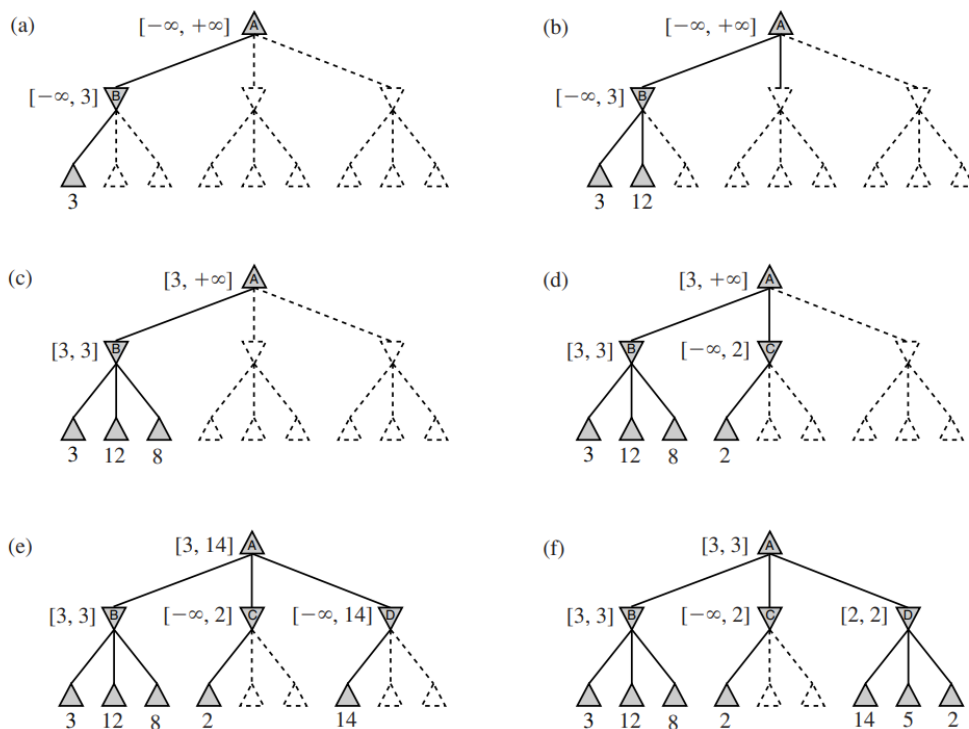 (a) [−∞, +∞] A (b) [−∞, +∞] A
[−∞, 3] B [−∞, 3] B
3 3 12
(c) [3, +∞] A (d) [3, +∞] A
[3, 3] B [3, 3] B [−∞, 2] C
3 12 8 3 12 8 2
(e) [3, 14] A (f) [3, 3] A
[3, 3] B [−∞, 2] C [−∞, 14] D [3, 3] B [−∞, 2] C [2, 2] D
3 12 8 2 14 3 12 8 2 14 5 2